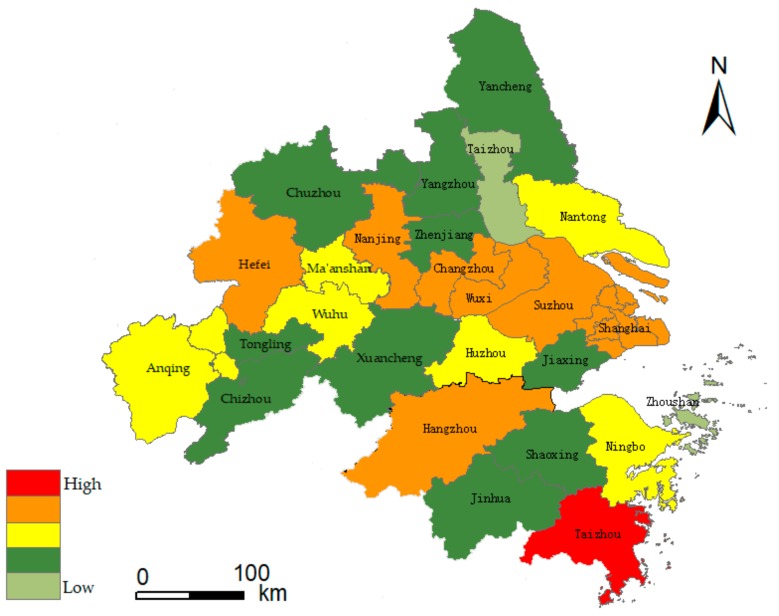 N
Yancheng
Taizhou
Yangzhou
Chuzhou
Nantong
Zhenjiang
Nanjing
Hefei
Ma'anshan
Changzhou
Wuxi
Suzhou
Wuhu
Shanghai
Tongling
Huzhou
Xuancheng
Jiaxing
Anqing
Chizhou
Zhoushan
Hangzhou
Ningbo
Shaoxing
High
Jinhua
Taizhou
Low
0 100
km